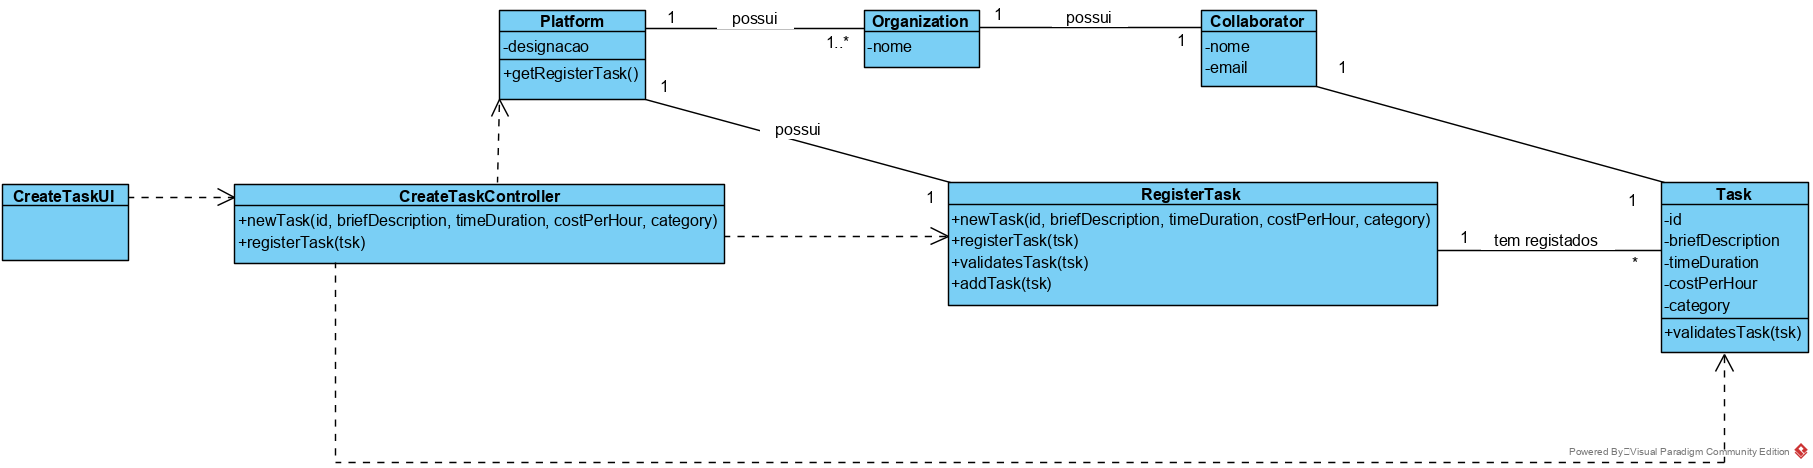 Platform
-designacao
+getRegisterTask()
1
possui
1..*
Organization
-nome
1
possui
1
Collaborator
-nome
-email
1
1
possui
1
1
CreateTaskUI
CreateTaskController
+newTask(id, briefDescription, timeDuration, costPerHour, category)
+registerTask(tsk)
RegisterTask
+newTask(id, briefDescription, timeDuration, costPerHour, category)
+registerTask(tsk)
+validatesTask(tsk)
+addTask(tsk)
1
tem registados
*
Task
-id
-briefDescription
-timeDuration
-costPerHour
-category
+validatesTask(tsk)
Powered By Visual Paradigm Community Edition